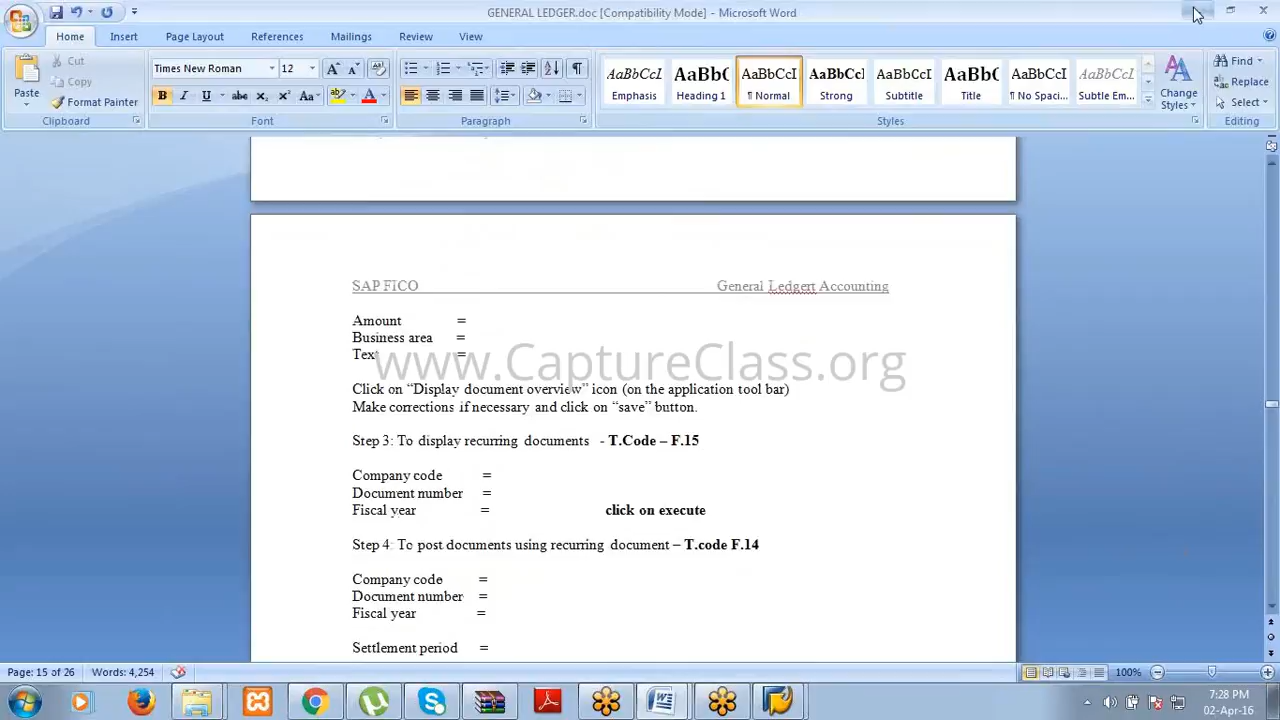 GENERAL LEDGER.doc [Compatibility Mode] - Microsoft Word
Home Insert Page Layout References Mailings Review View
Cut
Copy
Format Painter
Paste
Clipboard
Times New Roman 12
Font
Paragraph
AaBbCcI AaBbC AaBbCcI AaBbCcI AaBbCcI AaBbC AaBbCcI AaBbCcI
Emphasis Heading 1 ¶ Normal Strong Subtitle Title ¶ No Spaci... Subtle Em...
Change Styles
Styles
Find
Replace
Select
Editing
SAP FICO General Ledgert Accounting
Amount =
Business area =
Text =
www.CaptureClass.org
Click on “Display document overview” icon (on the application tool bar)
Make corrections if necessary and click on “save” button.
Step 3: To display recurring documents - T.Code – F.15
Company code =
Document number =
Fiscal year = click on execute
Step 4: To post documents using recurring document – T.code F.14
Company code =
Document number =
Fiscal year =
Settlement period =
Page: 15 of 26 Words: 4,254 100%
7:28 PM
02-Apr-16